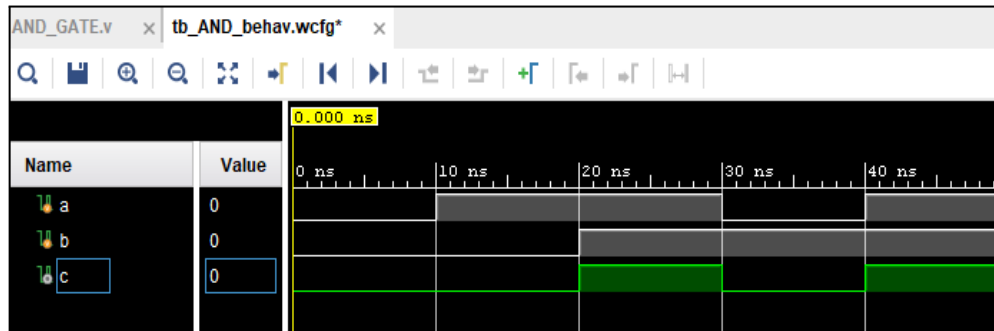 AND_GATE.v × tb_AND_behav.wcfg* ×
0.000 ns
Name Value 0 ns 10 ns 20 ns 30 ns 40 ns
a 0
b 0
c 0